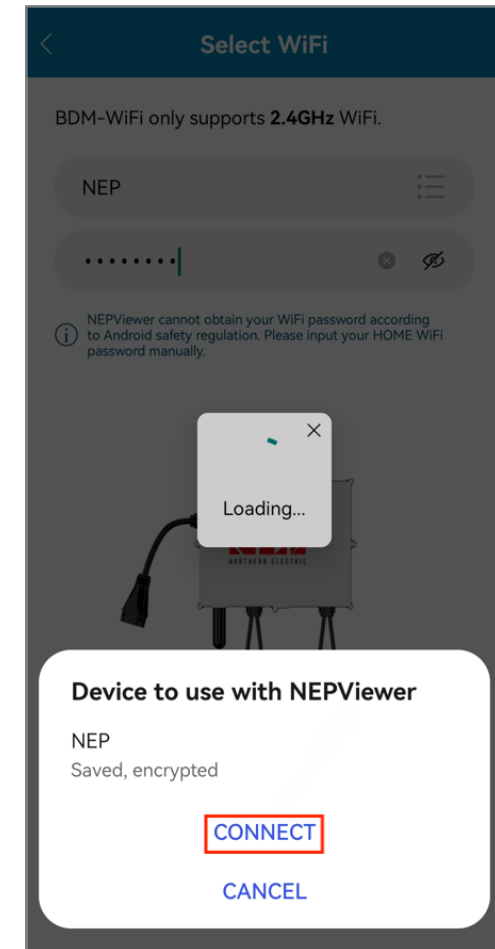 Select WiFi
BDM-WiFi only supports 2.4GHz WiFi.
NEP
NEPViewer cannot obtain your WiFi password according
to Android safety regulation. Please input your HOME WiFi
password manually.
Loading...
NORTHERN ELECTRIC
Device to use with NEPViewer
NEP
Saved, encrypted
CONNECT
CANCEL